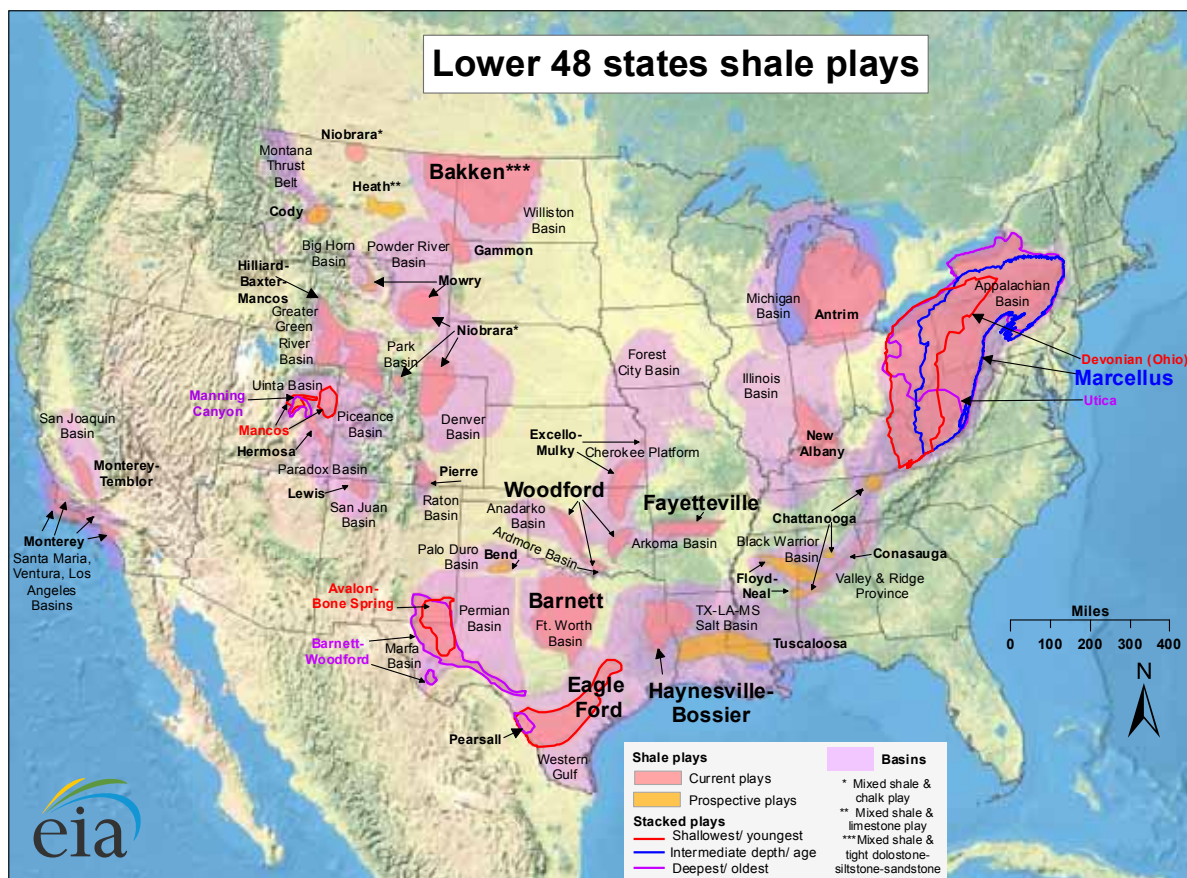 Lower 48 states shale plays
Niobrara*
Montana
Thrust
Belt
Bakken***
Heath**
Cody
Williston
Basin
Big Horn
Basin
Powder River
Basin
Gammon
Hilliard-
Baxter-
Mancos
Mowry
Greater
Green
River
Basin
Park
Basin
Niobrara*
Michigan
Basin
Antrim
Appalachian
Basin
Devonian (Ohio)
Marcellus
Utica
Forest
City Basin
Illinois
Basin
Uinta Basin
Manning
Canyon
Mancos
Piceance
Basin
Denver
Basin
San Joaquin
Basin
Hermosa
Excello-
Mulky
Cherokee Platform
New
Albany
Monterey-
Temblor
Paradox Basin
Lewis
San Juan
Basin
Pierre
Raton
Basin
Woodford
Anadarko
Basin
Fayetteville
Chattanooga
Monterey
Santa Maria,
Ventura, Los
Angeles
Basins
Palo Duro
Basin
Bend
Ardmore Basin
Arkoma Basin
Black Warrior
Basin
Conasauga
Floyd-
Neal
Valley & Ridge
Province
Avalon-
Bone Spring
Permian
Basin
Barnett
Ft. Worth
Basin
TX-LA-MS
Salt Basin
Tuscaloosa
Barnett-
Woodford
Marfa
Basin
Eagle
Ford
Haynesville-
Bossier
Pearsall
Western
Gulf
Miles
0 100 200 300 400
N
Shale plays
Current plays
Prospective plays
Stacked plays
Shallowest/ youngest
Intermediate depth/ age
Deepest/ oldest
Basins
* Mixed shale &
chalk play
** Mixed shale &
limestone play
***Mixed shale &
tight dolostone-
siltstone-sandstone
eia